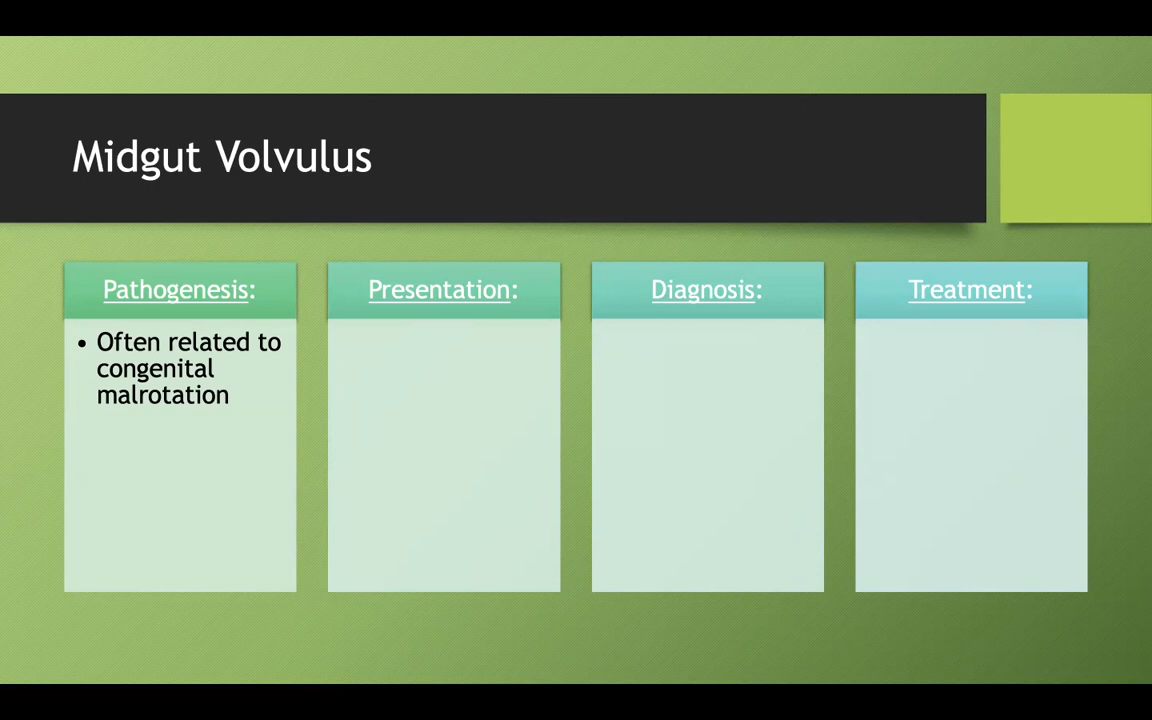 Midgut Volvulus
Pathogenesis:
• Often related to
congenital
malrotation
Presentation:
Diagnosis:
Treatment: